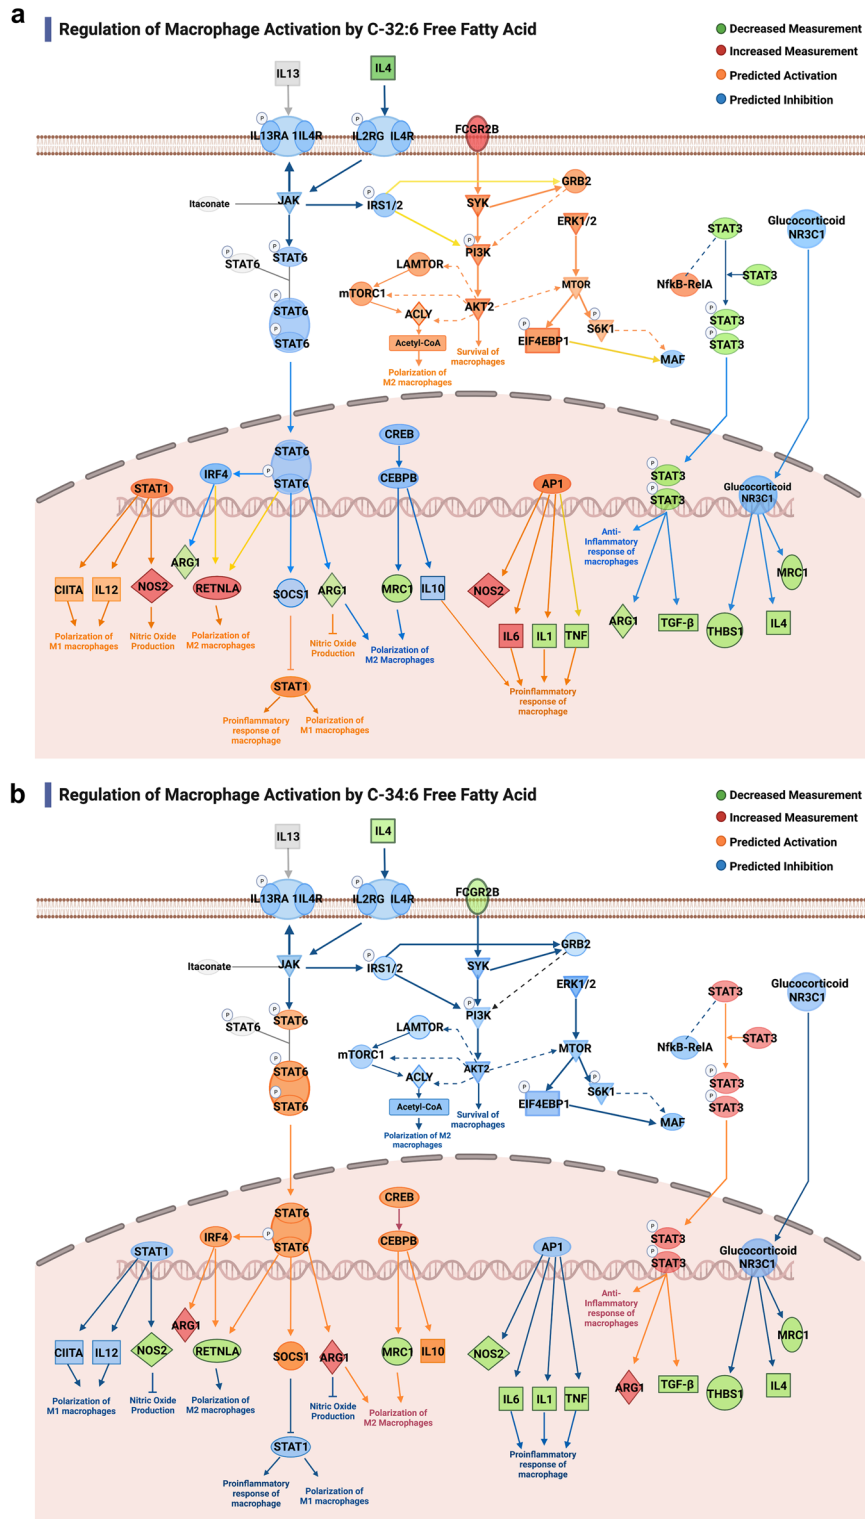 a
Regulation of Macrophage Activation by C-32:6 Free Fatty Acid
Decreased Measurement
Increased Measurement
Predicted Activation
Predicted Inhibition
IL13
IL4
P
P
IL13RA 1IL4R
IL2RG IL4R
FCGR2B
Itaconate
JAK
P
IRS1/2
SYK
GRB2
ERK1/2
P
PI3K
P
STAT6
P
STAT6
LAMTOR
mTORC1
ACLY
AKT2
MTOR
Acetyl-CoA
Polarization of
M2 macrophages
Survival of
macrophages
P
EIF4EBP1
P
S6K1
MAF
P
STAT6
P
STAT6
STAT3
NfkB-RelA
STAT3
P
STAT3
P
STAT3
Glucocorticoid
NR3C1
STAT6
P
STAT6
IRF4
STAT1
CREB
CEBPB
AP1
P
STAT3
P
STAT3
Glucocorticoid
NR3C1
Anti-
Inflammatory
response of
macrophages
CIITA
IL12
NOS2
ARG1
RETNLA
SOCS1
ARG1
MRC1
IL10
NOS2
IL6
IL1
TNF
ARG1
TGF-β
THBS1
IL4
MRC1
Polarization of
M1 macrophages
Nitric Oxide
Production
Polarization of
M2 macrophages
Nitric Oxide
Production
Polarization of
M2 Macrophages
STAT1
Proinflammatory
response of
macrophage
Polarization of
M1 macrophages
Proinflammatory
response of
macrophage
b
Regulation of Macrophage Activation by C-34:6 Free Fatty Acid
Decreased Measurement
Increased Measurement
Predicted Activation
Predicted Inhibition
IL13
IL4
P
P
IL13RA 1IL4R
IL2RG IL4R
FCGR2B
Itaconate
JAK
P
IRS1/2
SYK
GRB2
ERK1/2
P
PI3K
P
STAT6
P
STAT6
LAMTOR
mTORC1
ACLY
AKT2
MTOR
Acetyl-CoA
Polarization of M2
macrophages
Survival of
macrophages
P
EIF4EBP1
P
S6K1
MAF
P
STAT6
P
STAT6
STAT3
NfkB-RelA
STAT3
P
STAT3
P
STAT3
Glucocorticoid
NR3C1
STAT6
P
STAT6
IRF4
STAT1
CREB
CEBPB
AP1
P
STAT3
P
STAT3
Glucocorticoid
NR3C1
Anti-
Inflammatory
response of
macrophages
CIITA
IL12
NOS2
ARG1
RETNLA
SOCS1
ARG1
MRC1
IL10
NOS2
IL6
IL1
TNF
ARG1
TGF-β
THBS1
IL4
MRC1
Polarization of
M1 macrophages
Nitric Oxide
Production
Polarization of
M2 macrophages
Nitric Oxide
Production
Polarization of
M2 Macrophages
STAT1
Proinflammatory
response of
macrophage
Polarization of
M1 macrophages
Proinflammatory
response of
macrophage